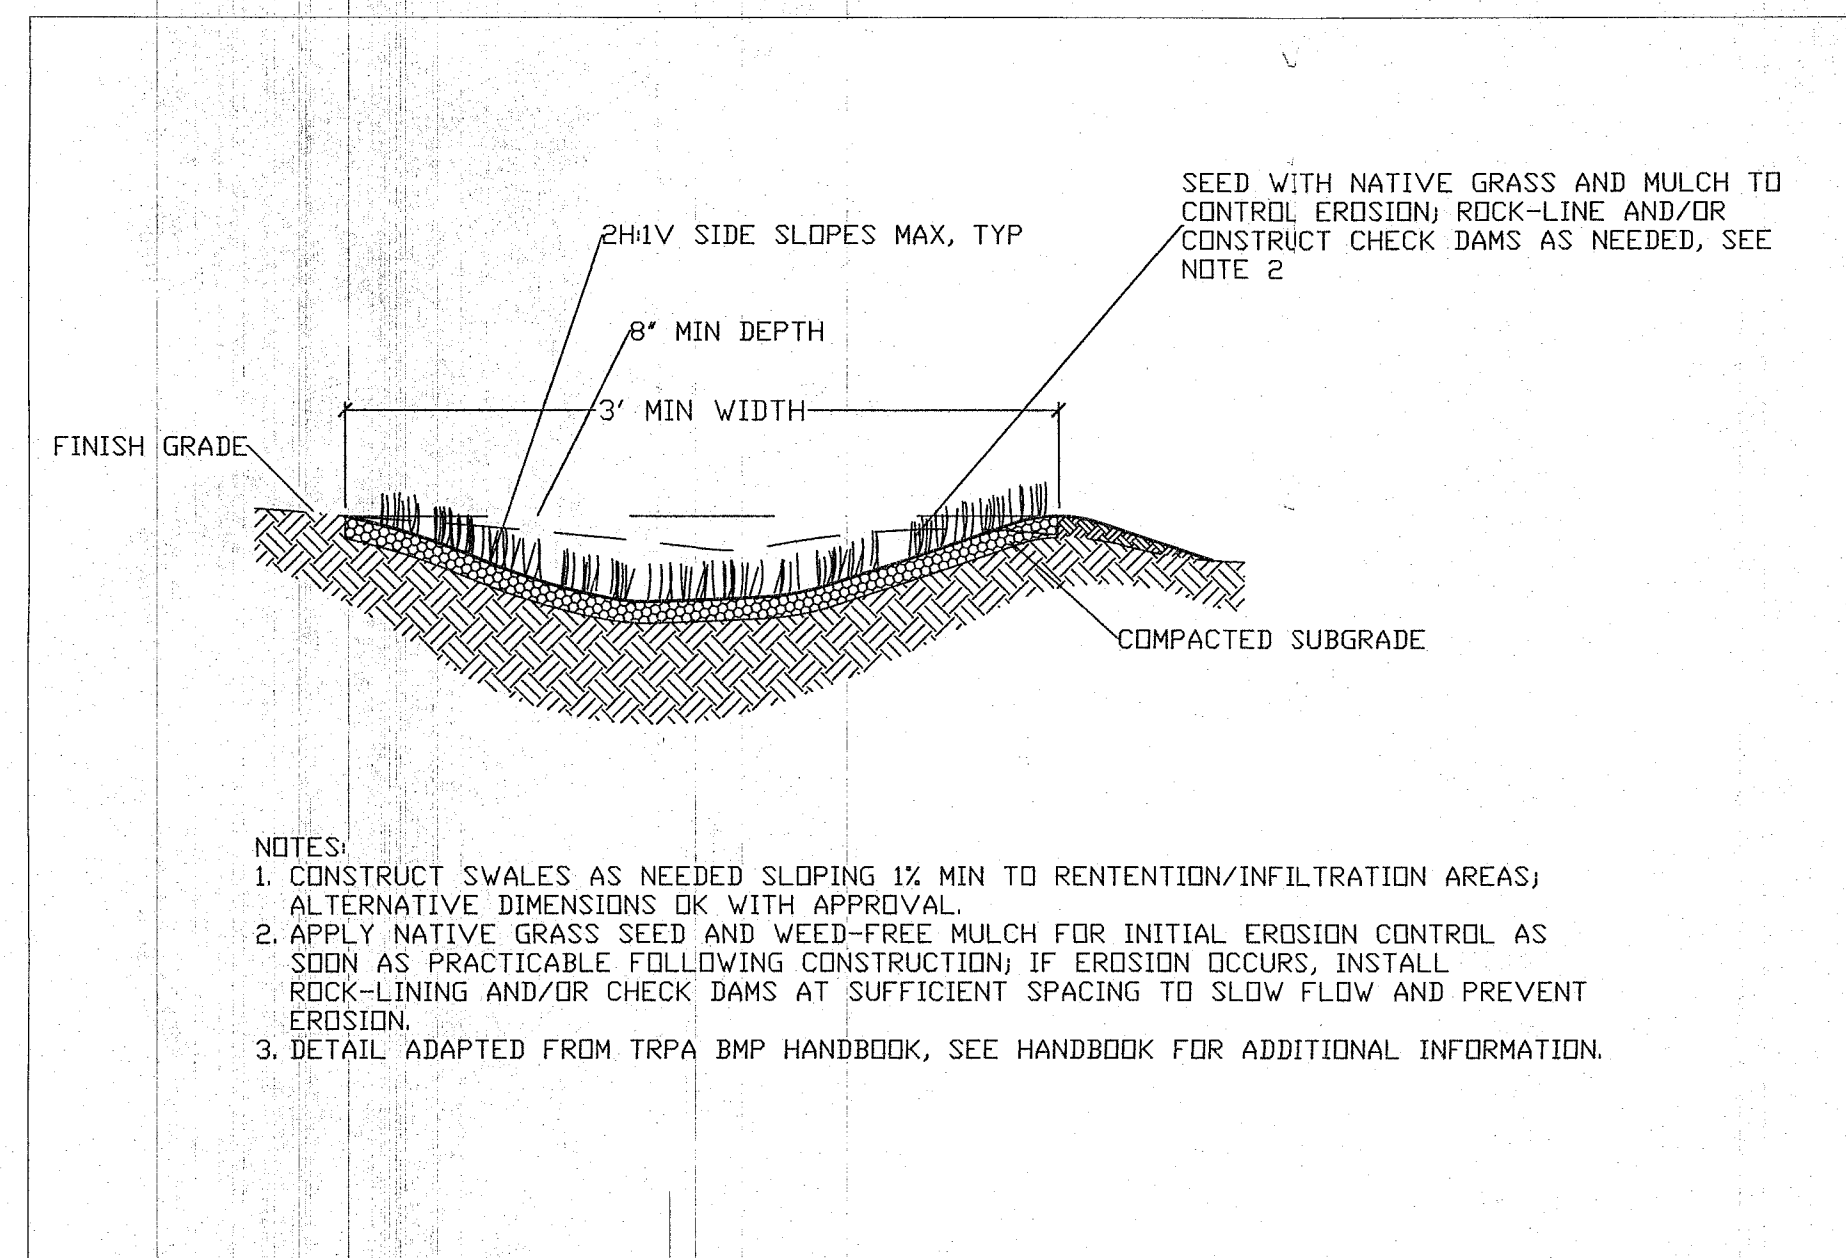 SEED WITH NATIVE GRASS AND MULCH TO
CONTROL EROSION; ROCK-LINE AND/OR
CONSTRUCT CHECK DAMS AS NEEDED, SEE
NOTE 2
2H:1V SIDE SLOPES MAX, TYP
8" MIN DEPTH
3' MIN WIDTH
FINISH GRADE
COMPACTED SUBGRADE
NOTES:
1. CONSTRUCT SWALES AS NEEDED SLOPING 1% MIN TO RENTENTION/INFILTRATION AREAS;
ALTERNATIVE DIMENSIONS OK WITH APPROVAL.
2. APPLY NATIVE GRASS SEED AND WEED-FREE MULCH FOR INITIAL EROSION CONTROL AS
SOON AS PRACTICABLE FOLLOWING CONSTRUCTION; IF EROSION OCCURS, INSTALL
ROCK-LINING AND/OR CHECK DAMS AT SUFFICIENT SPACING TO SLOW FLOW AND PREVENT
EROSION.
3. DETAIL ADAPTED FROM TRPA BMP HANDBOOK, SEE HANDBOOK FOR ADDITIONAL INFORMATION.